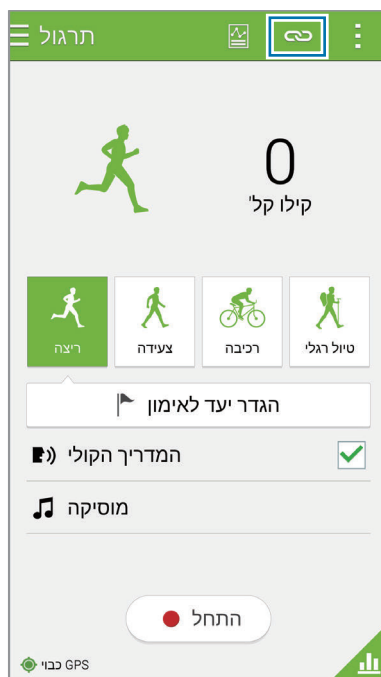 תרגול
0
קילו קל'
ריצה
צעידה
רכיבה
טיול רגלי
הגדר יעד לאימון
המדריך הקולי
מוסיקה
התחל
GPS כבוי